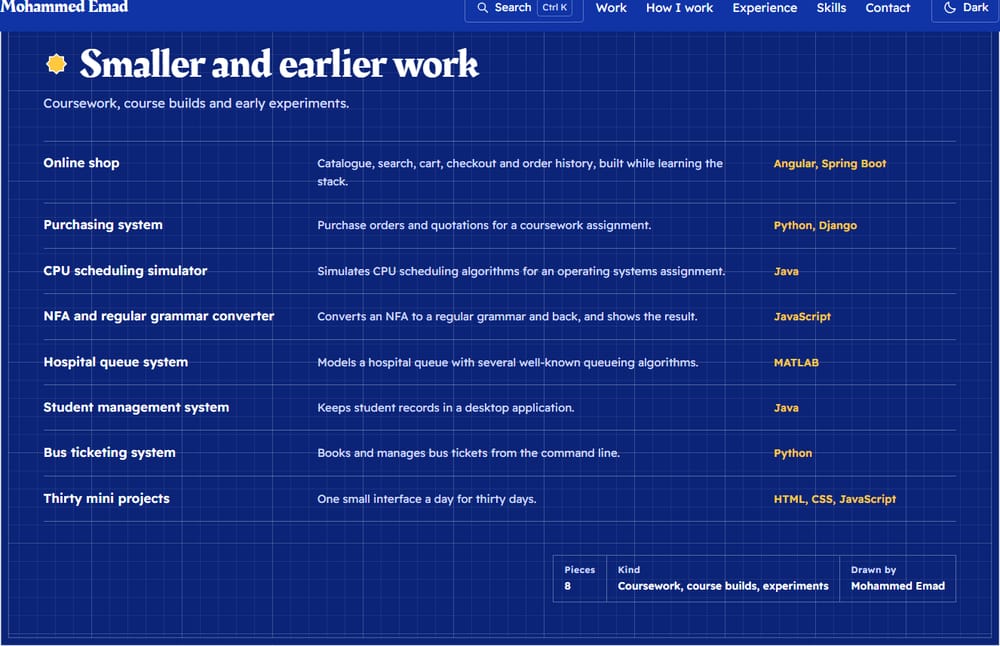 Mohammed Emad
Search Ctrl K Work How I work Experience Skills Contact Dark
Smaller and earlier work
Coursework, course builds and early experiments.
Online shop
Catalogue, search, cart, checkout and order history, built while learning the
stack.
Angular, Spring Boot
Purchasing system
Purchase orders and quotations for a coursework assignment.
Python, Django
CPU scheduling simulator
Simulates CPU scheduling algorithms for an operating systems assignment.
Java
NFA and regular grammar converter
Converts an NFA to a regular grammar and back, and shows the result.
JavaScript
Hospital queue system
Models a hospital queue with several well-known queueing algorithms.
MATLAB
Student management system
Keeps student records in a desktop application.
Java
Bus ticketing system
Books and manages bus tickets from the command line.
Python
Thirty mini projects
One small interface a day for thirty days.
HTML, CSS, JavaScript
Pieces
8
Kind
Coursework, course builds, experiments
Drawn by
Mohammed Emad